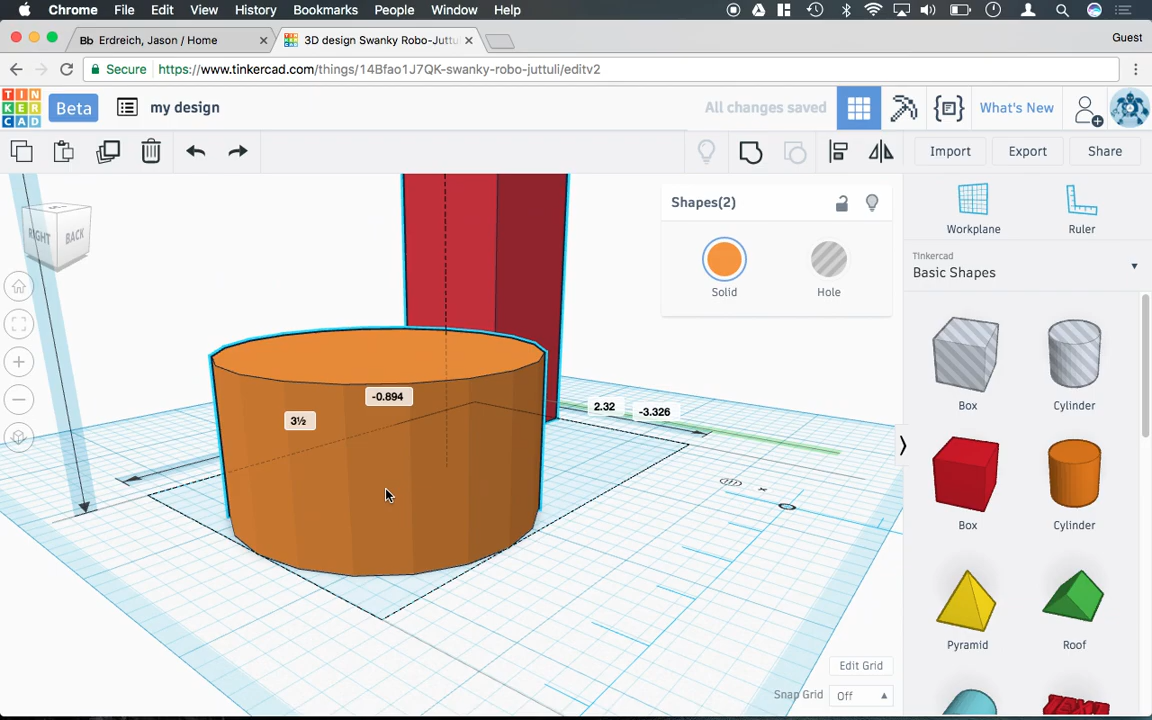 Chrome File Edit View History Bookmarks People Window Help
Bb Erdreich, Jason / Home
3D design Swanky Robo-Juttul
Guest
Secure https://www.tinkercad.com/things/14Bfao1J7QK-swanky-robo-juttuli/editv2
TIN
KER
CAD
Beta
my design
All changes saved
What's New
Import
Export
Share
RIGHT
BACK
Shapes(2)
Solid
Hole
Workplane
Ruler
Tinkercad
Basic Shapes
-0.894
3½
2.32
-3.326
Box
Cylinder
Box
Cylinder
Pyramid
Roof
Edit Grid
Snap Grid Off